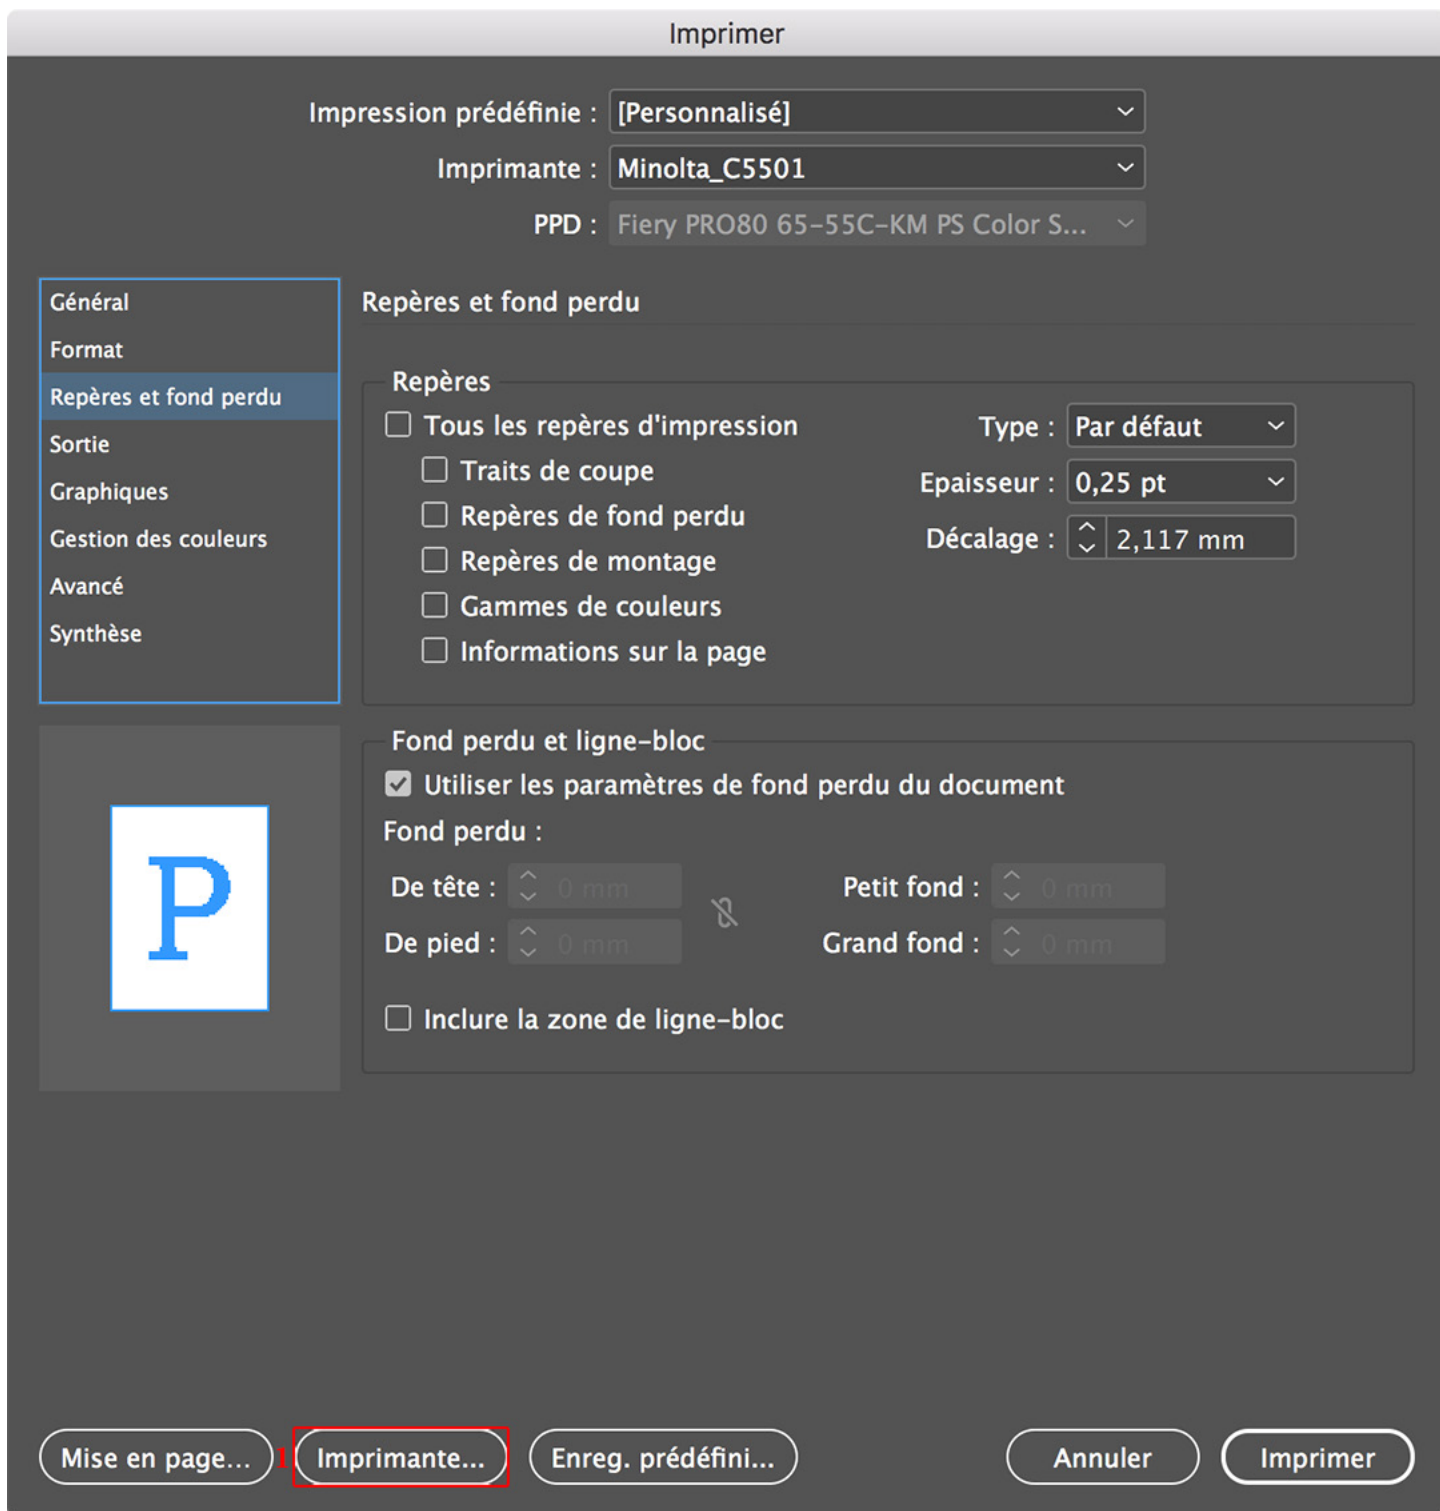 Imprimer
Impression prédéfinie : [Personnalisé]
Imprimante : Minolta_C5501
PPD : Fiery PRO80 65-55C-KM PS Color S...
Général
Format
Repères et fond perdu
Sortie
Graphiques
Gestion des couleurs
Avancé
Synthèse
Repères et fond perdu
Repères
Tous les repères d'impression
Traits de coupe
Repères de fond perdu
Repères de montage
Gammes de couleurs
Informations sur la page
Type : Par défaut
Epaisseur : 0,25 pt
Décalage : 2,117 mm
P
Fond perdu et ligne-bloc
Utiliser les paramètres de fond perdu du document
Fond perdu :
De tête : 0 mm Petit fond : 0 mm
De pied : 0 mm Grand fond : 0 mm
Inclure la zone de ligne-bloc
Mise en page... 1 Imprimante... Enreg. prédéfini... Annuler Imprimer